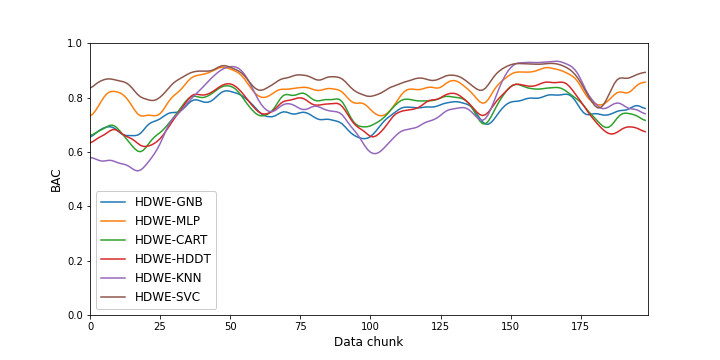 1.0
0.8
0.6
0.4
0.2
0.0
BAC
HDWE-GNB
HDWE-MLP
HDWE-CART
HDWE-HDDT
HDWE-KNN
HDWE-SVC
0 25 50 75 100 125 150 175
Data chunk